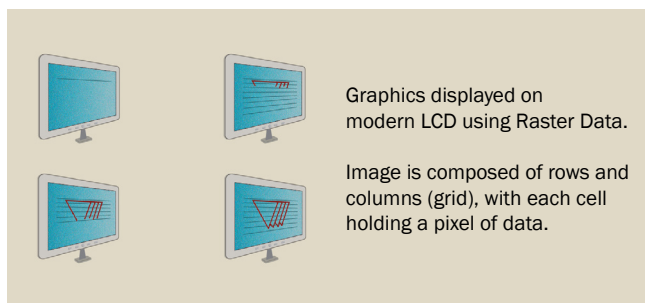 Graphics displayed on
modern LCD using Raster Data.
Image is composed of rows and
columns (grid), with each cell
holding a pixel of data.